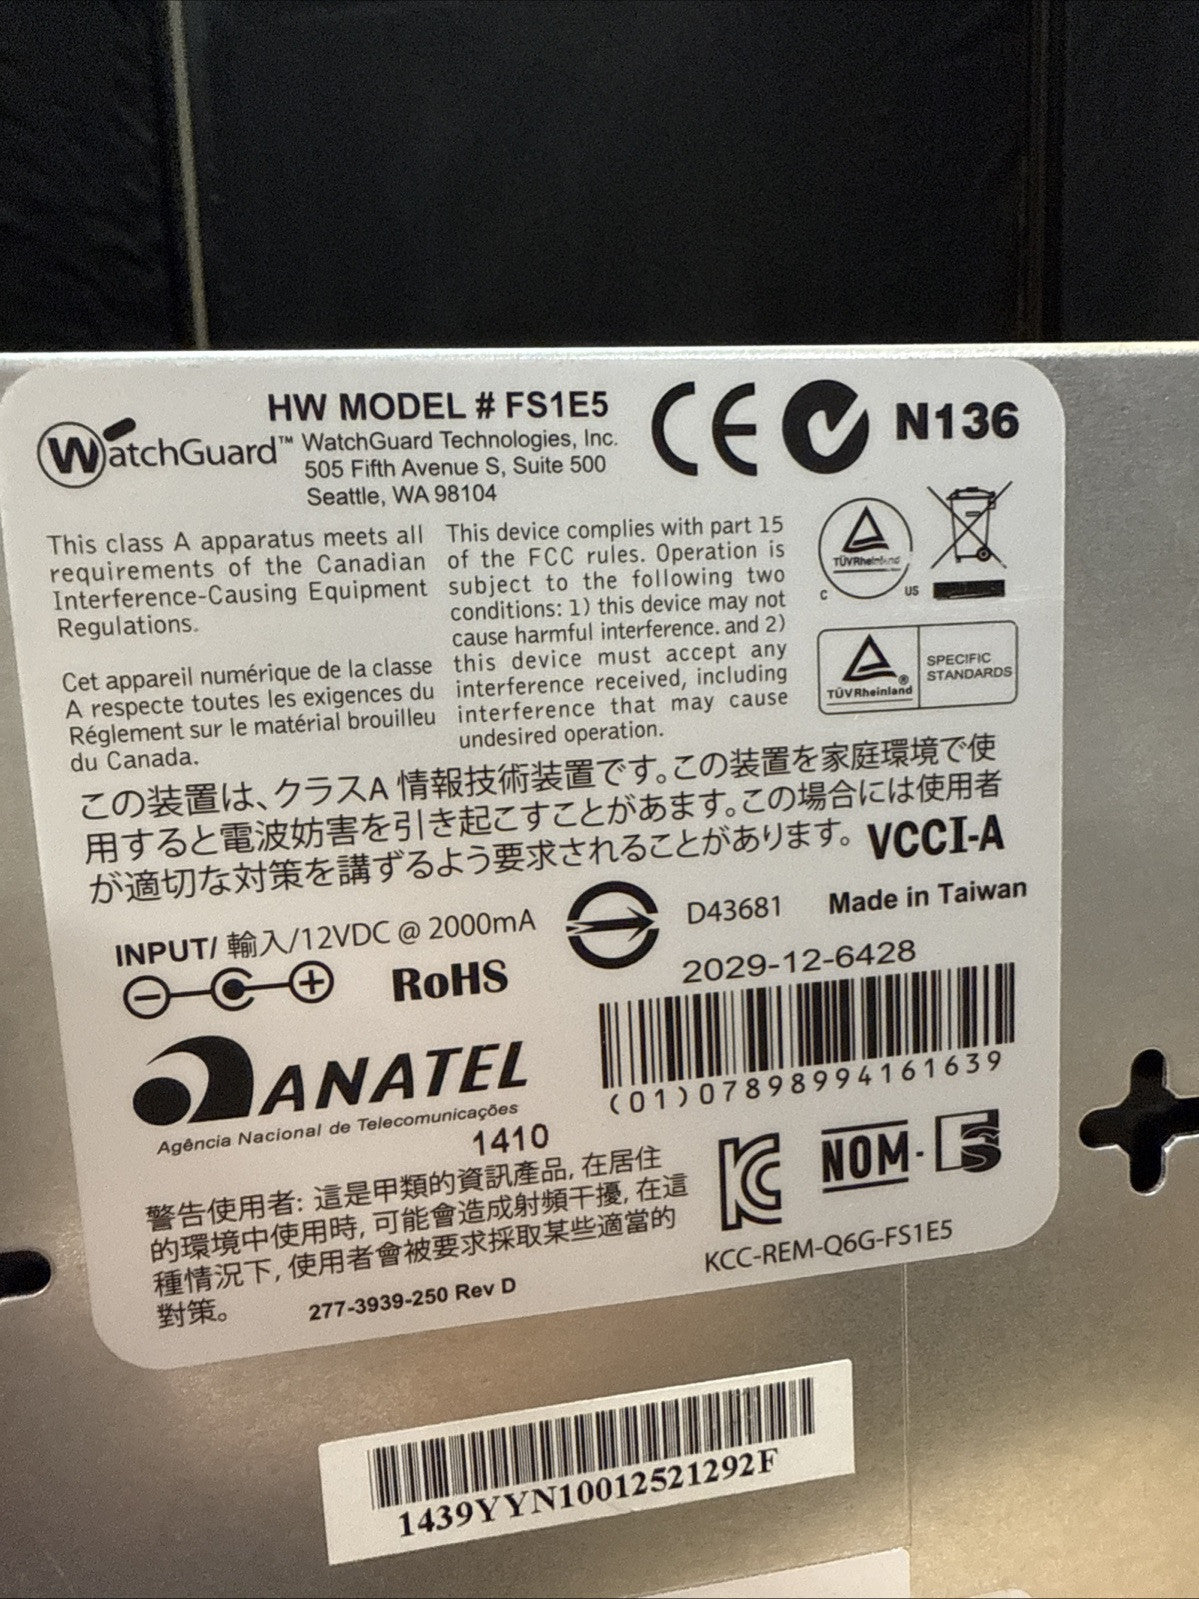 HW MODEL # FS1E5
WatchGuard™ WatchGuard Technologies, Inc.
505 Fifth Avenue S, Suite 500
Seattle, WA 98104
CE
N136
This class A apparatus meets all
requirements of the Canadian
Interference-Causing Equipment
Regulations.
Cet appareil numérique de la classe
A respecte toutes les exigences du
Réglement sur le matérial brouilleu
du Canada.
This device complies with part 15
of the FCC rules. Operation is
subject to the following two
conditions: 1) this device may not
cause harmful interference. and 2)
this device must accept any
interference received, including
interference that may cause
undesired operation.
TÜVRheinland
C US
TÜVRheinland®
SPECIFIC
STANDARDS
この装置は、クラスA 情報技術装置です。この装置を家庭環境で使
用すると電波妨害を引き起こすことがあます。この場合には使用者
が適切な対策を講ずるよう要求されることがあります。 VCCI-A
INPUT/ 輸入/12VDC @ 2000mA
D43681
Made in Taiwan
RoHS
2029-12-6428
(01)07898994161639
ANATEL
Agência Nacional de Telecomunicações
1410
警告使用者: 這是甲類的資訊產品, 在居住
的環境中使用時, 可能會造成射頻干擾, 在這
種情況下, 使用者會被要求採取某些適當的
對策。
277-3939-250 Rev D
KC
NOM-
KCC-REM-Q6G-FS1E5
1439YYN10012521292F